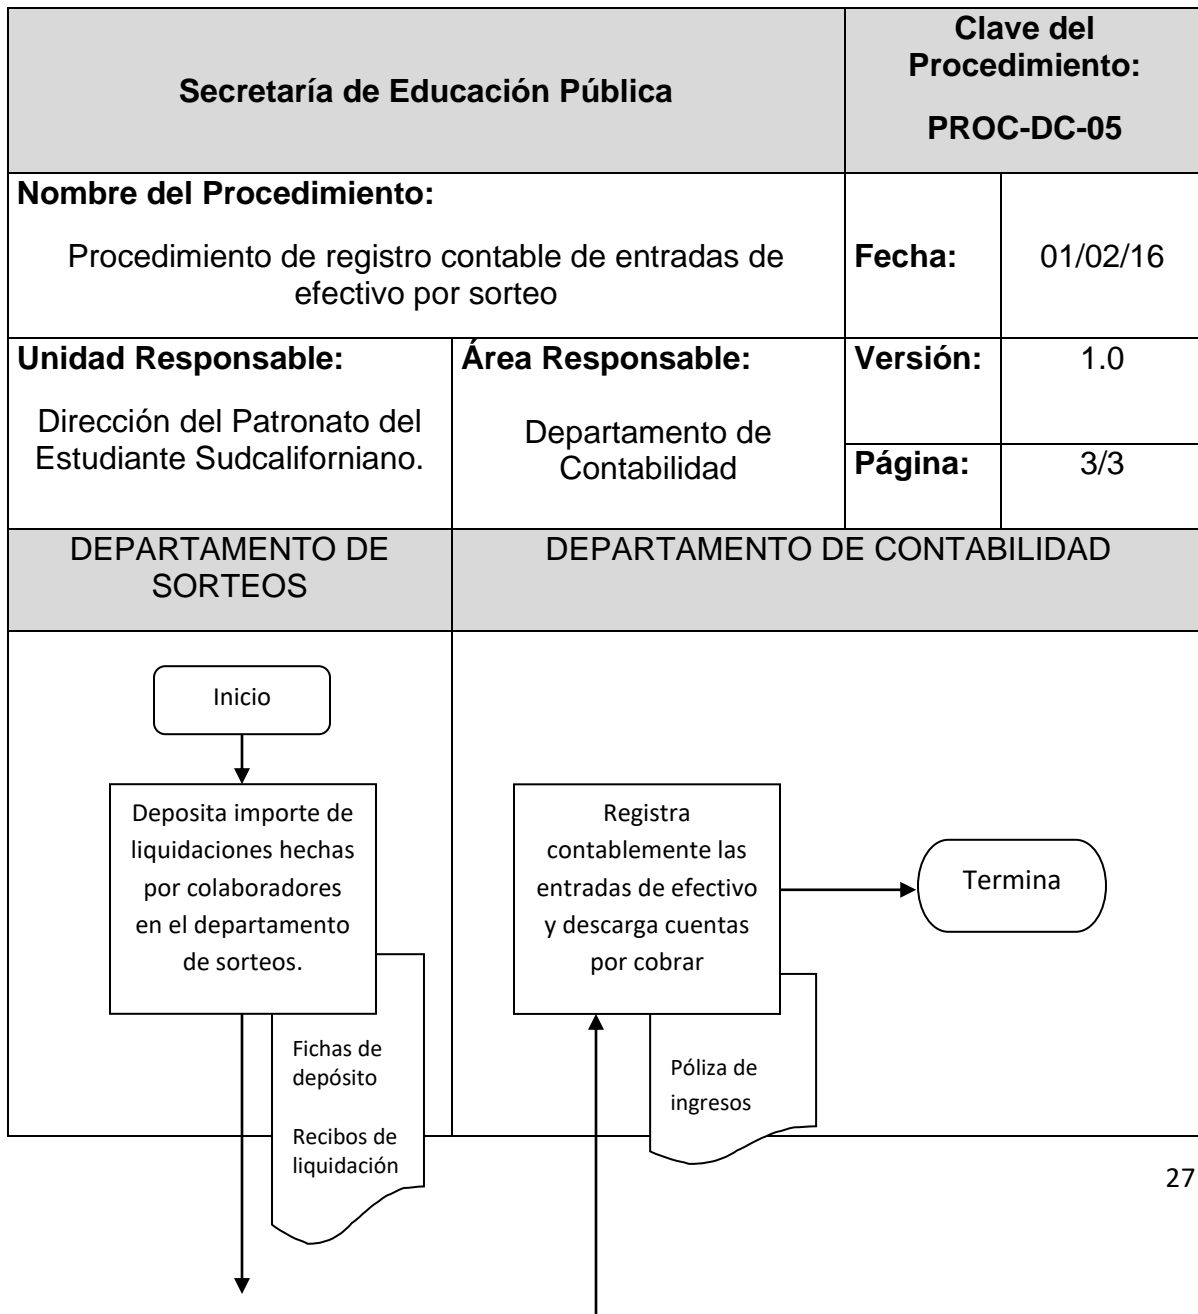 Secretaría de Educación Pública
Clave del
Procedimiento:
PROC-DC-05
Nombre del Procedimiento:
Procedimiento de registro contable de entradas de
efectivo por sorteo
Fecha:
01/02/16
Unidad Responsable:
Dirección del Patronato del
Estudiante Sudcaliforniano.
Área Responsable:
Departamento de
Contabilidad
Versión:
1.0
Página:
3/3
DEPARTAMENTO DE
SORTEOS
DEPARTAMENTO DE CONTABILIDAD
Inicio
Deposita importe de
liquidaciones hechas
por colaboradores
en el departamento
de sorteos.
Fichas de
depósito
Recibos de
liquidación
Registra
contablemente las
entradas de efectivo
y descarga cuentas
por cobrar
Póliza de
ingresos
Termina
27